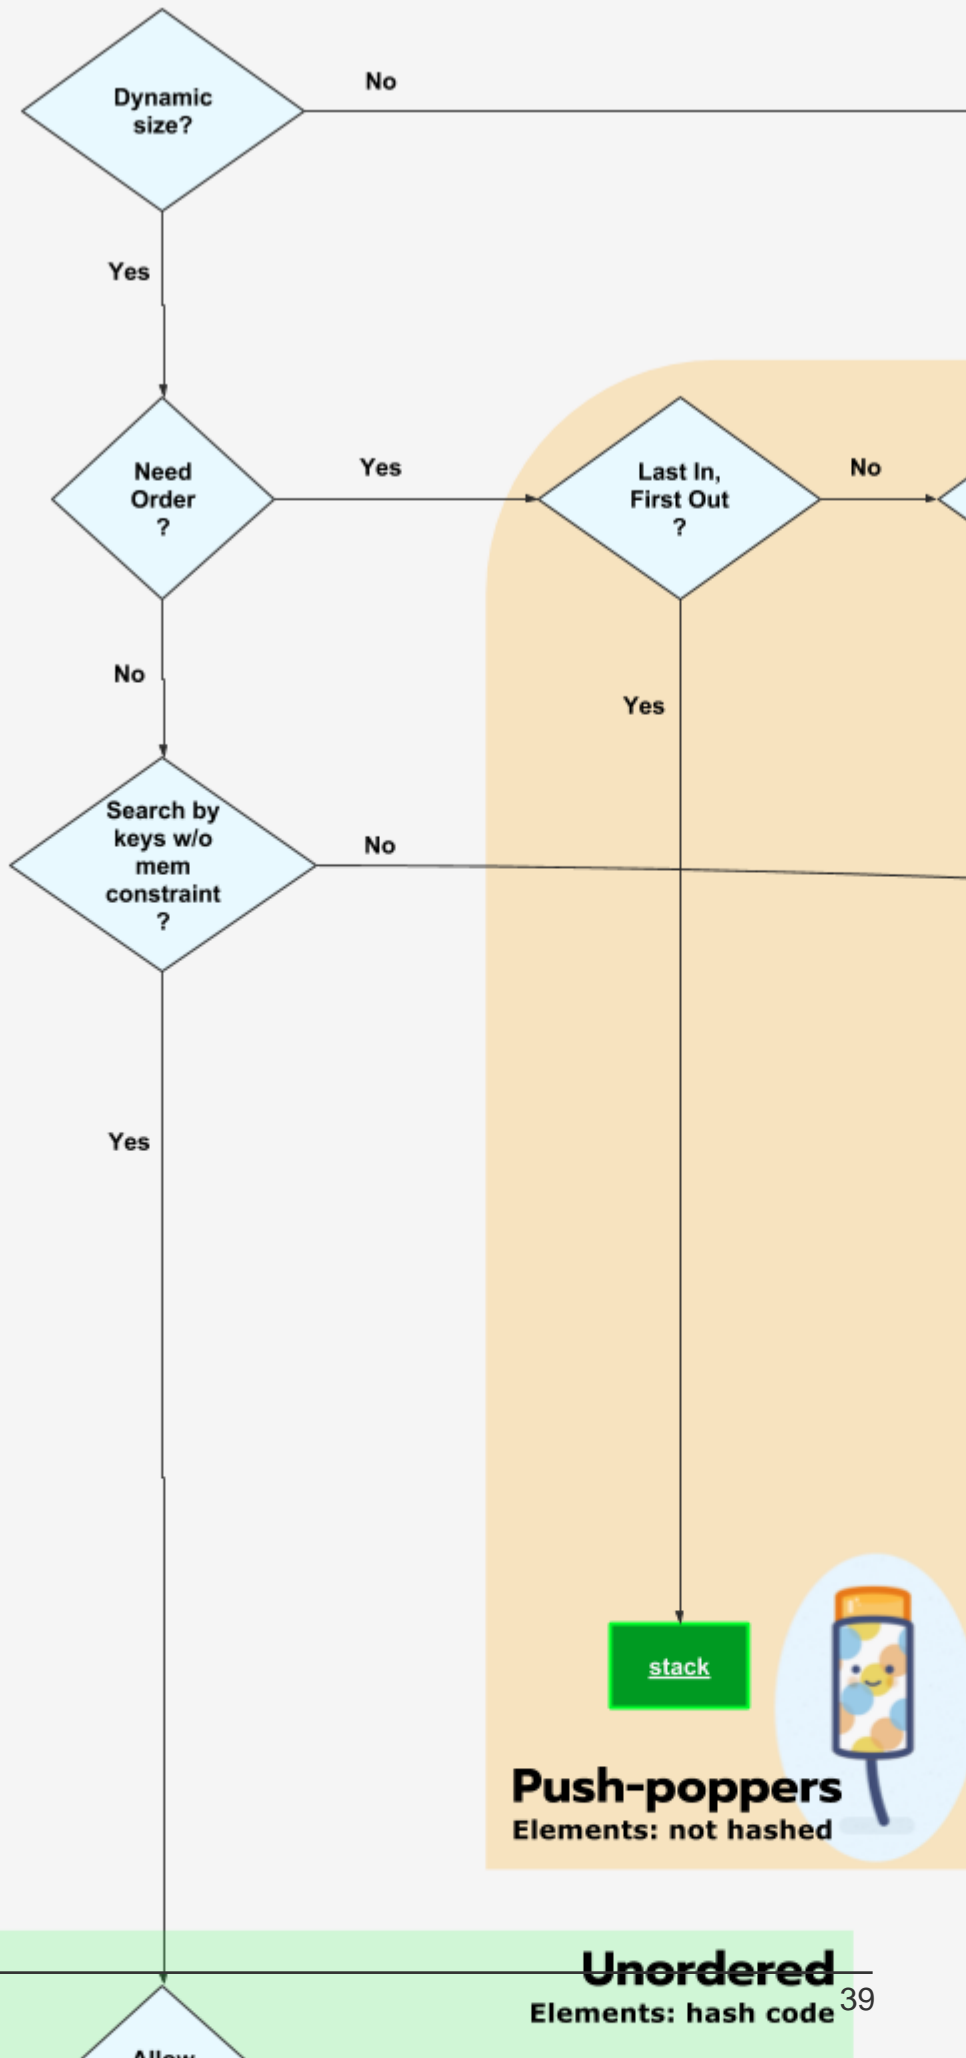 No
Dynamic
size?
Yes
Need
Order
?
Yes
Last In,
First Out
?
No
No
Yes
Search by
keys w/o
mem
constraint
?
No
Yes
stack
Push-poppers
Elements: not hashed
Unordered
Elements: hash code
39
Allow